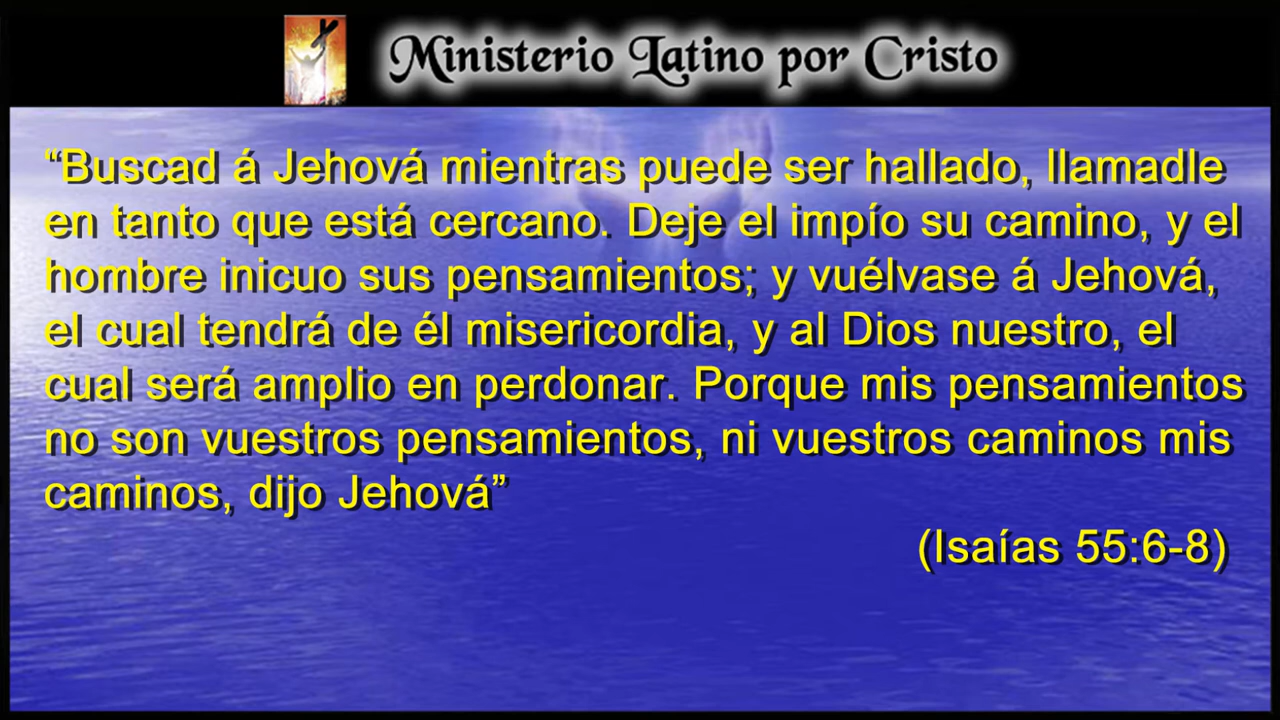 Ministerio Latino por Cristo
“Buscad á Jehová mientras puede ser hallado, llamadle
en tanto que está cercano. Deje el impío su camino, y el
hombre inicuo sus pensamientos; y vuélvase á Jehová,
el cual tendrá de él misericordia, y al Dios nuestro, el
cual será amplio en perdonar. Porque mis pensamientos
no son vuestros pensamientos, ni vuestros caminos mis
caminos, dijo Jehová”
(Isaías 55:6-8)